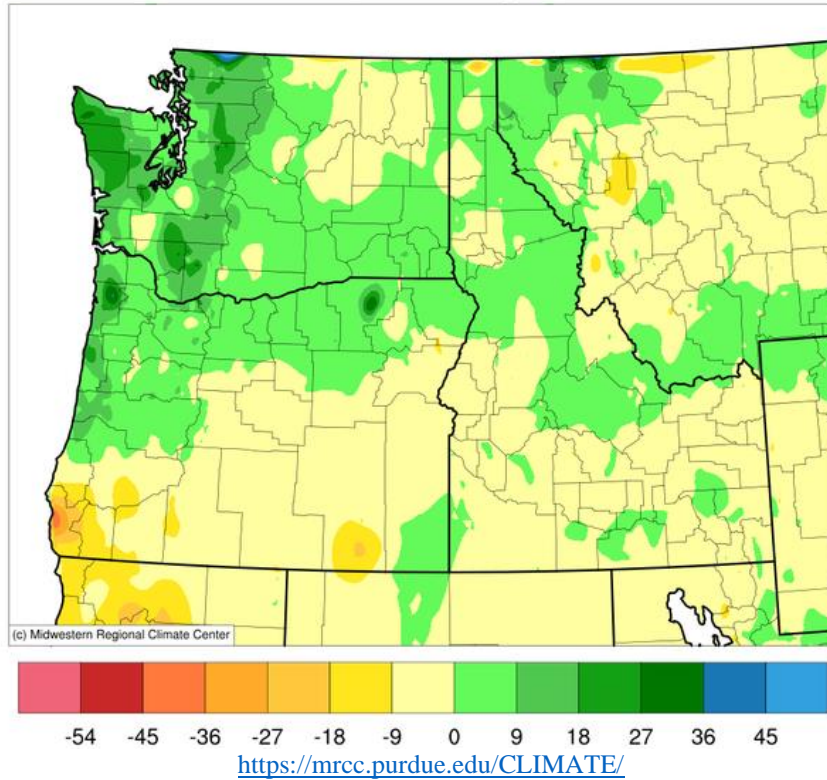 (c) Midwestern Regional Climate Center
-54 -45 -36 -27 -18 -9 0 9 18 27 36 45
https://mrcc.purdue.edu/CLIMATE/